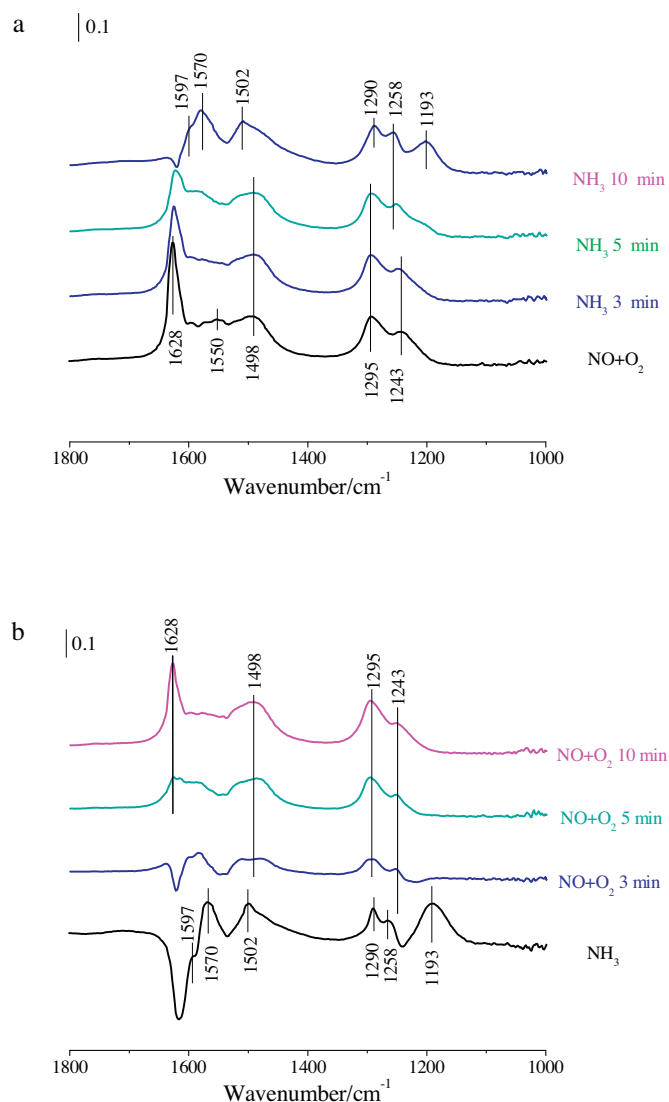 a
0.1
1597
1570
1502
1290
1258
1193
NH₃ 10 min
NH₃ 5 min
NH₃ 3 min
NO+O₂
1628
1550
1498
1295
1243
1800 1600 1400 1200 1000
Wavenumber/cm⁻¹
b
0.1
1628
1498
1295
1243
NO+O₂ 10 min
NO+O₂ 5 min
NO+O₂ 3 min
NH₃
1597
1570
1502
1290
1258
1193
1800 1600 1400 1200 1000
Wavenumber/cm⁻¹